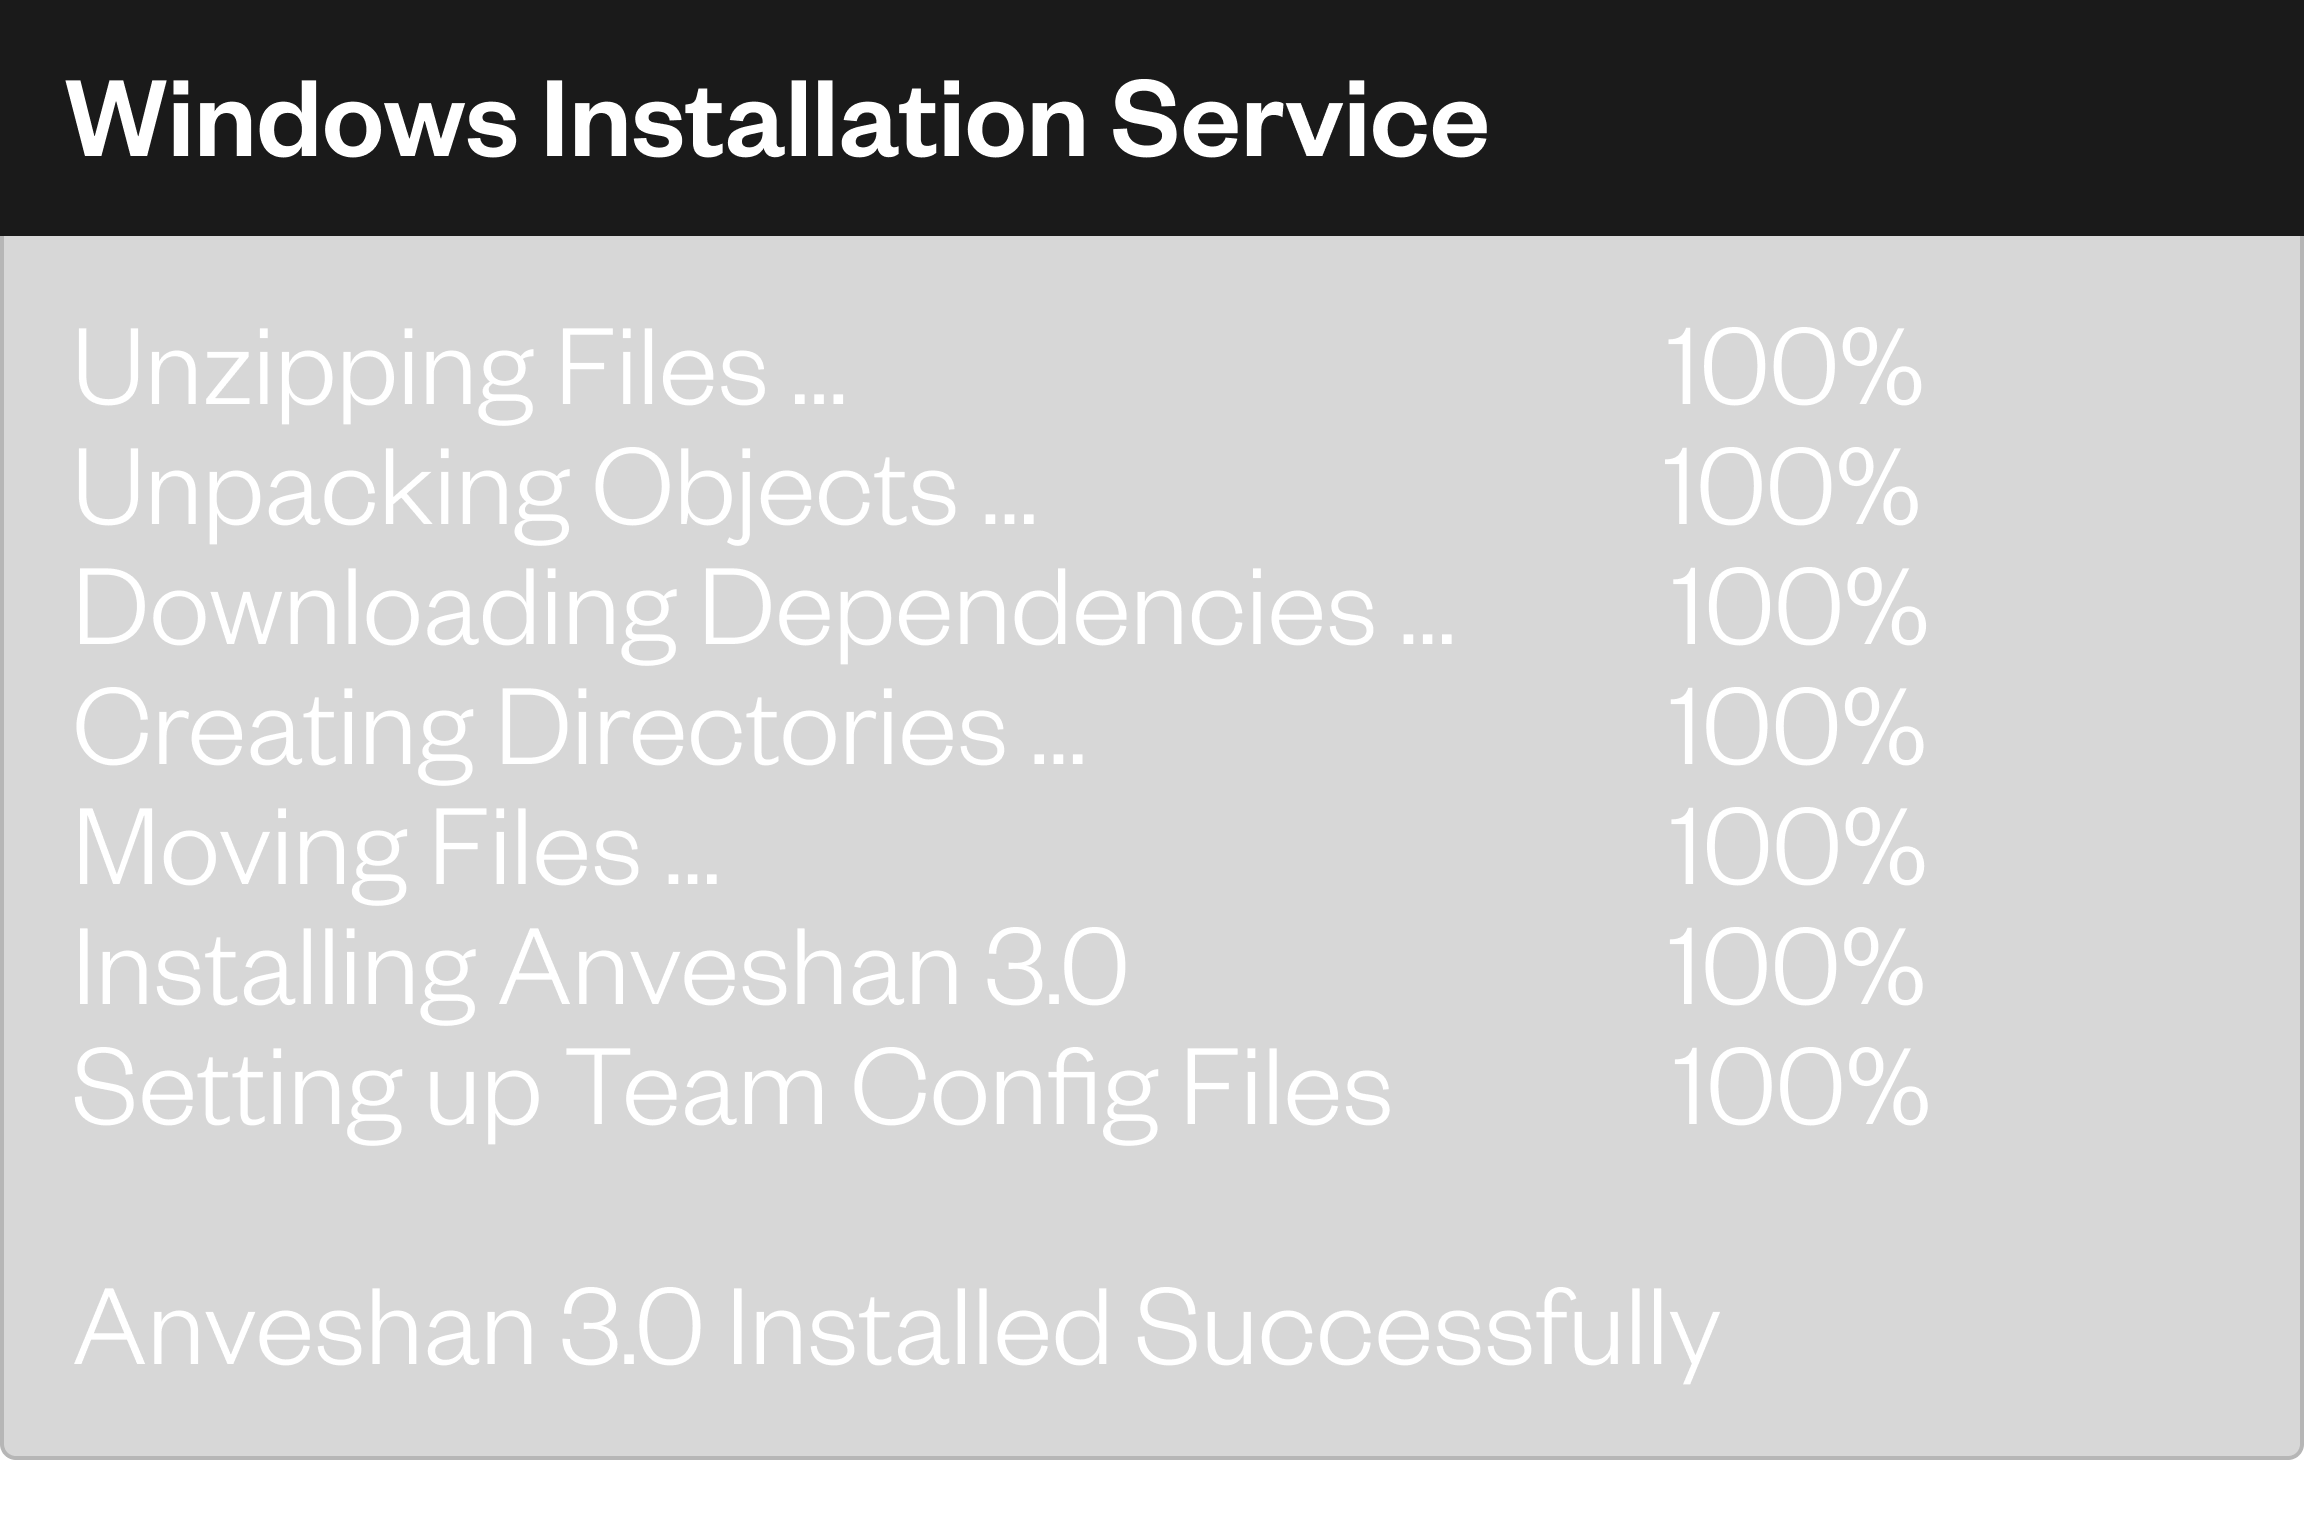 Windows Installation Service
Unzipping Files ... 100%
Unpacking Objects ... 100%
Downloading Dependencies ... 100%
Creating Directories ... 100%
Moving Files ... 100%
Installing Anveshan 3.0 100%
Setting up Team Config Files 100%
Anveshan 3.0 Installed Successfully